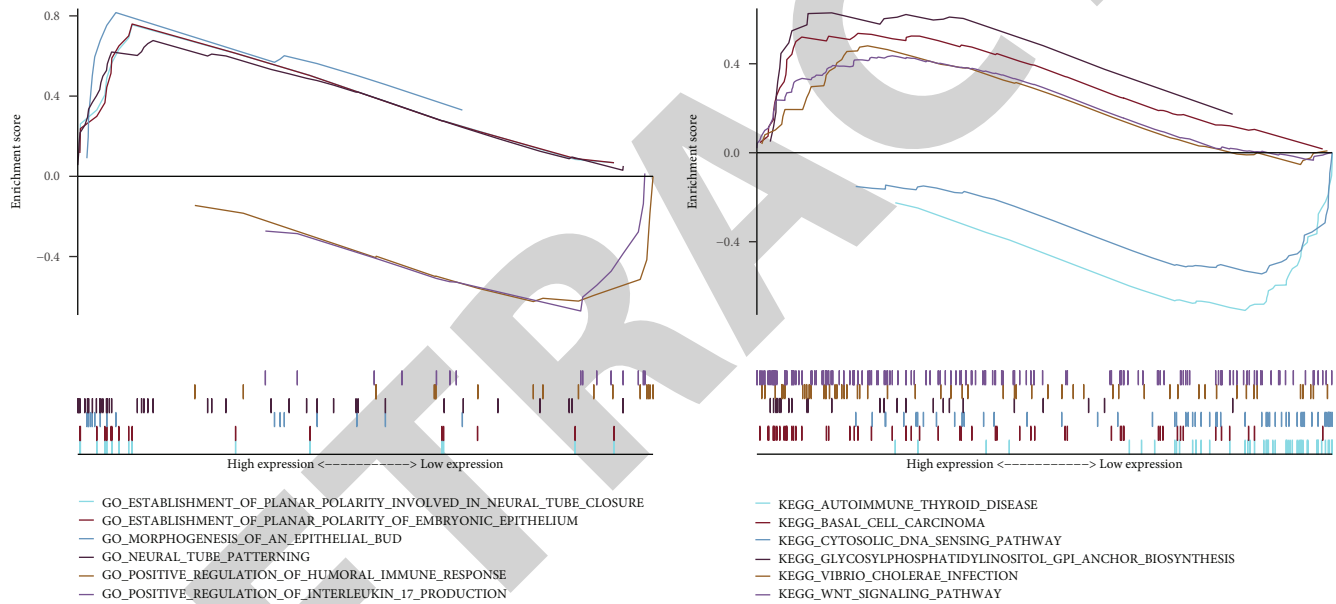 0.8
0.4
0.0
−0.4
Enrichment score
High expression <-----------> Low expression
GO_ESTABLISHMENT_OF_PLANAR_POLARITY_INVOLVED_IN_NEURAL_TUBE_CLOSURE
GO_ESTABLISHMENT_OF_PLANAR_POLARITY_OF_EMBRYONIC_EPITHELIUM
GO_MORPHOGENESIS_OF_AN_EPITHELIAL_BUD
GO_NEURAL_TUBE_PATTERNING
GO_POSITIVE_REGULATION_OF_HUMORAL_IMMUNE_RESPONSE
GO_POSITIVE_REGULATION_OF_INTERLEUKIN_17_PRODUCTION
0.4
0.0
−0.4
Enrichment score
High expression <-----------> Low expression
KEGG_AUTOIMMUNE_THYROID_DISEASE
KEGG_BASAL_CELL_CARCINOMA
KEGG_CYTOSOLIC_DNA_SENSING_PATHWAY
KEGG_GLYCOSYLPHOSPHATIDYLINOSITOL_GPI_ANCHOR_BIOSYNTHESIS
KEGG_VIBRIO_CHOLERAE_INFECTION
KEGG_WNT_SIGNALING_PATHWAY